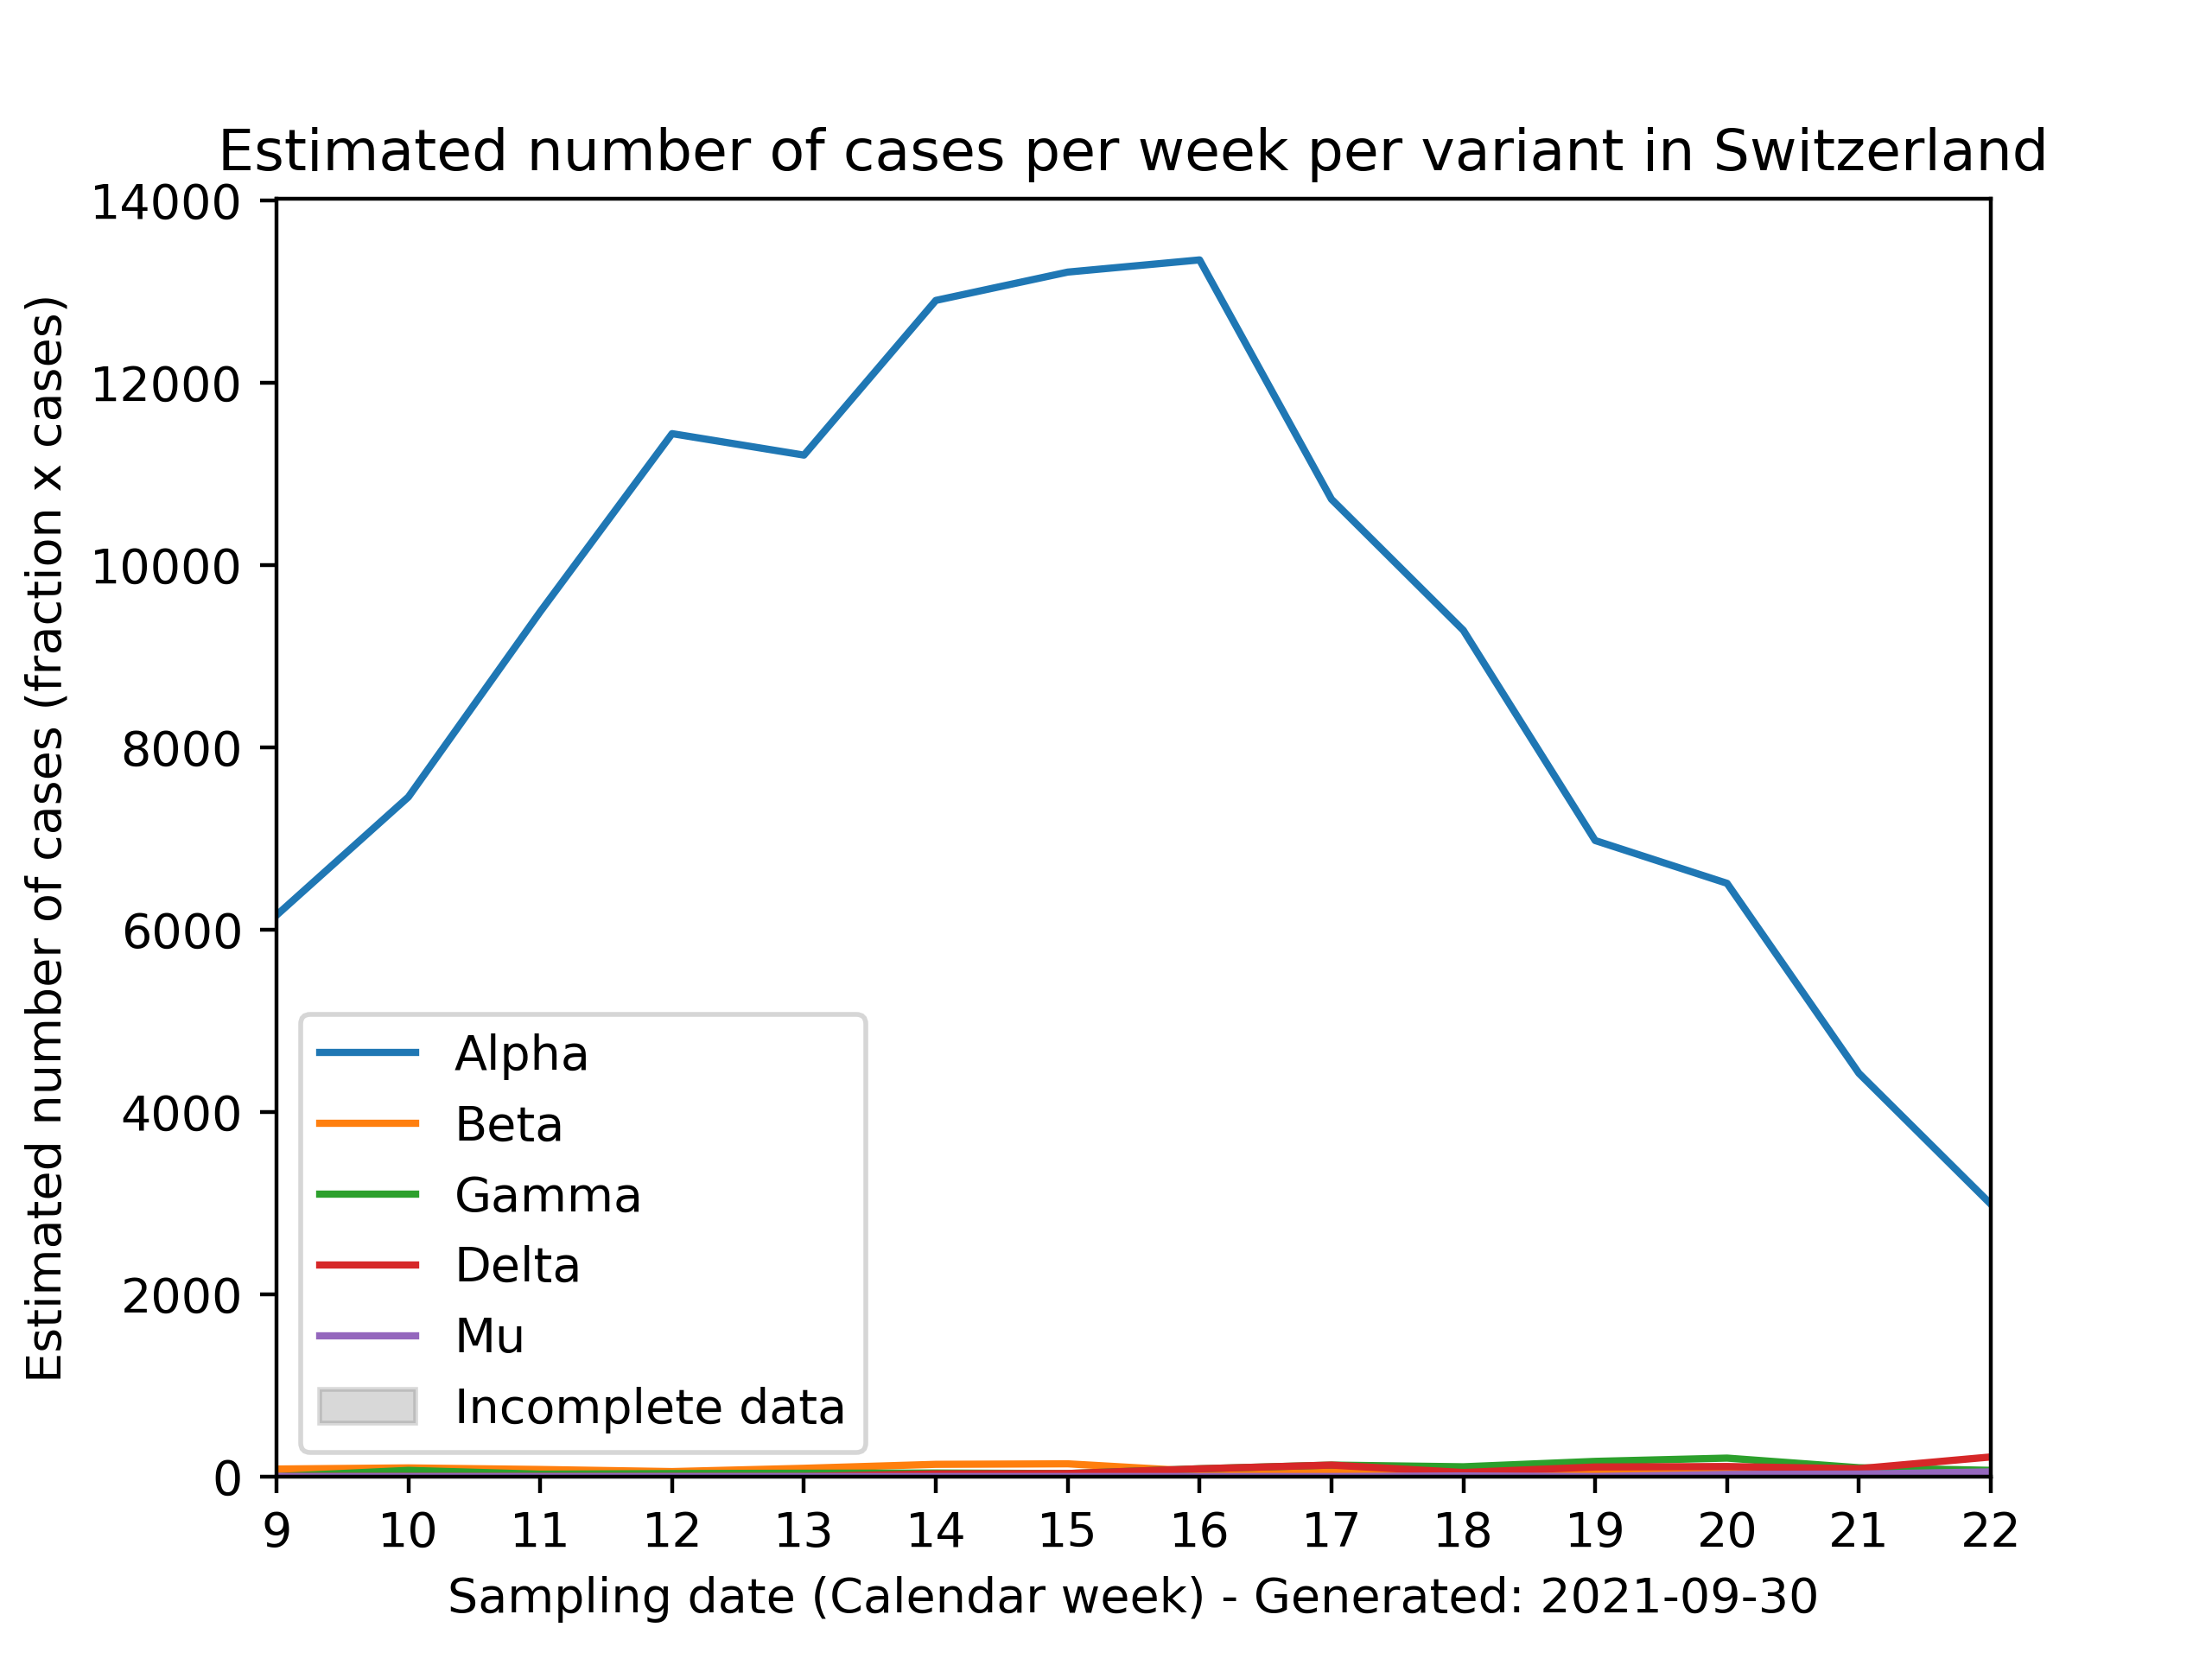 Estimated number of cases per week per variant in Switzerland
Estimated number of cases (fraction x cases)
14000
12000
10000
8000
6000
4000
2000
0
Alpha
Beta
Gamma
Delta
Mu
Incomplete data
9 10 11 12 13 14 15 16 17 18 19 20 21 22
Sampling date (Calendar week) - Generated: 2021-09-30